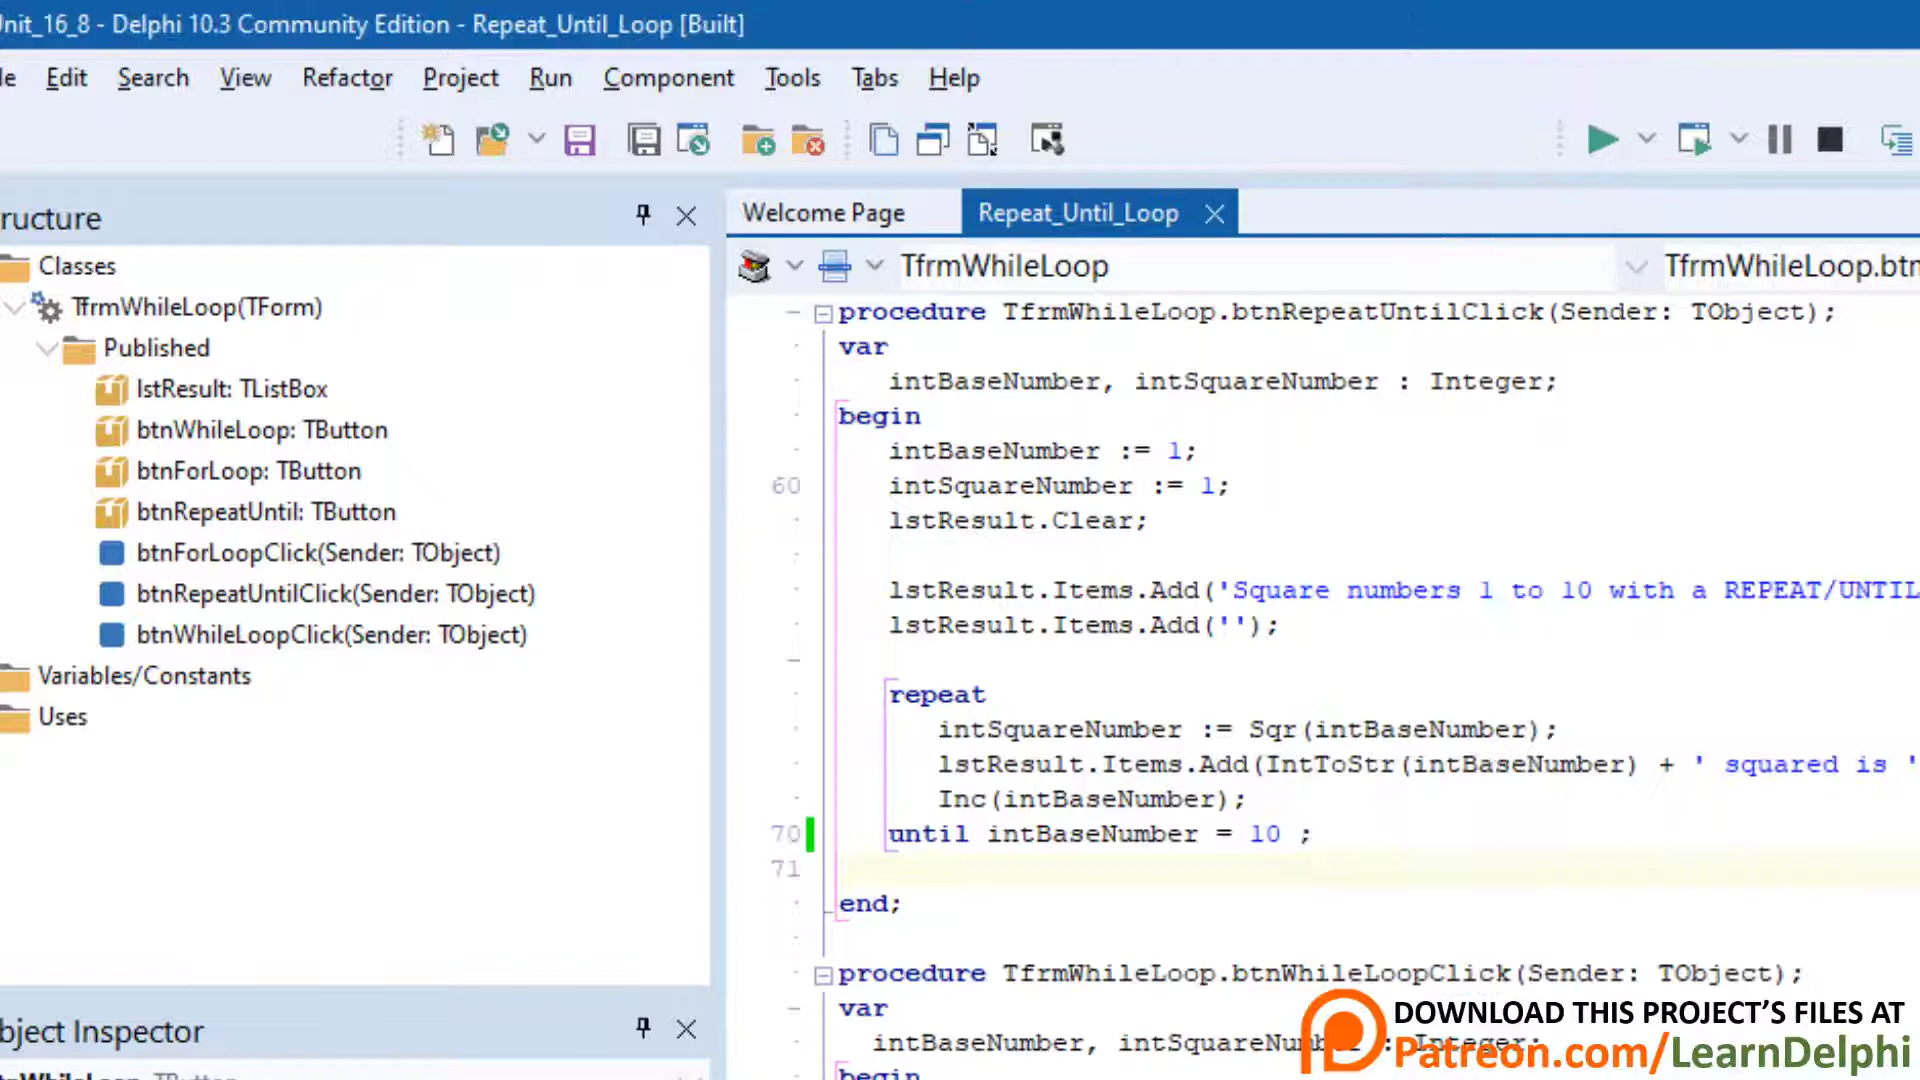 Unit_16_8 - Delphi 10.3 Community Edition - Repeat_Until_Loop [Built]
le Edit Search View Refactor Project Run Component Tools Tabs Help
ructure
Classes
TfrmWhileLoop(TForm)
Published
lstResult: TListBox
btnWhileLoop: TButton
btnForLoop: TButton
btnRepeatUntil: TButton
btnForLoopClick(Sender: TObject)
btnRepeatUntilClick(Sender: TObject)
btnWhileLoopClick(Sender: TObject)
Variables/Constants
Uses
bject Inspector
TButton
Welcome Page Repeat_Until_Loop
TfrmWhileLoop TfrmWhileLoop.btn
procedure TfrmWhileLoop.btnRepeatUntilClick(Sender: TObject);
var
intBaseNumber, intSquareNumber : Integer;
begin
intBaseNumber := 1;
60 intSquareNumber := 1;
lstResult.Clear;
lstResult.Items.Add('Square numbers 1 to 10 with a REPEAT/UNTIL
lstResult.Items.Add('');
repeat
intSquareNumber := Sqr(intBaseNumber);
lstResult.Items.Add(IntToStr(intBaseNumber) + ' squared is '
Inc(intBaseNumber);
70 until intBaseNumber = 10 ;
71
end;
procedure TfrmWhileLoop.btnWhileLoopClick(Sender: TObject);
var
intBaseNumber, intSquareNumber : Integer;
begin
DOWNLOAD THIS PROJECT'S FILES AT
Patreon.com/LearnDelphi